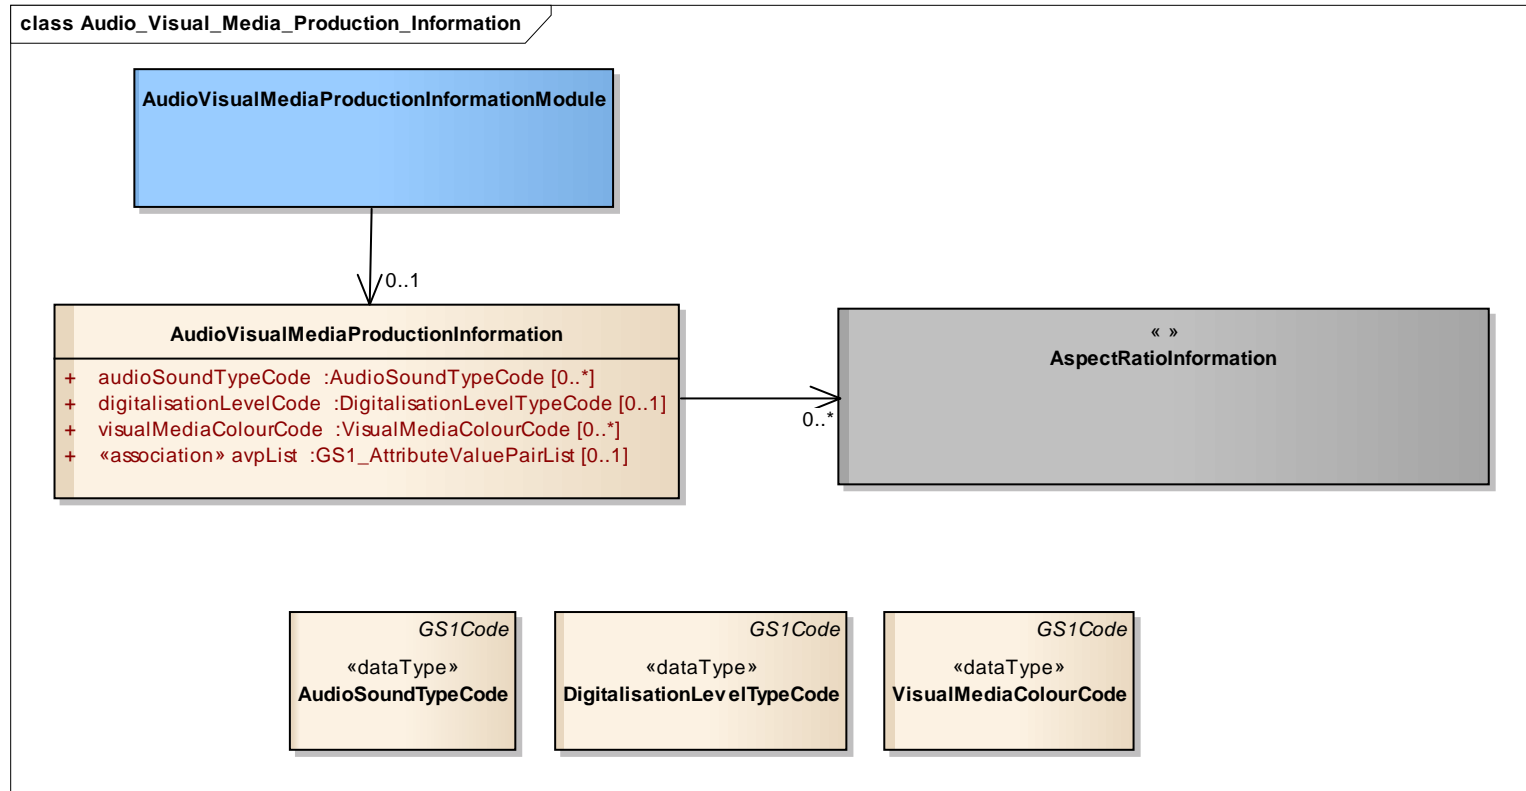 class Audio_Visual_Media_Production_Information
AudioVisualMediaProductionInformationModule
0..1
AudioVisualMediaProductionInformation
+ audioSoundTypeCode :AudioSoundTypeCode [0..*]
+ digitalisationLevelCode :DigitalisationLevelTypeCode [0..1]
+ visualMediaColourCode :VisualMediaColourCode [0..*]
+ «association» avpList :GS1_AttributeValuePairList [0..1]
0..*
« »
AspectRatioInformation
GS1Code
«dataType»
AudioSoundTypeCode
GS1Code
«dataType»
DigitalisationLevelTypeCode
GS1Code
«dataType»
VisualMediaColourCode